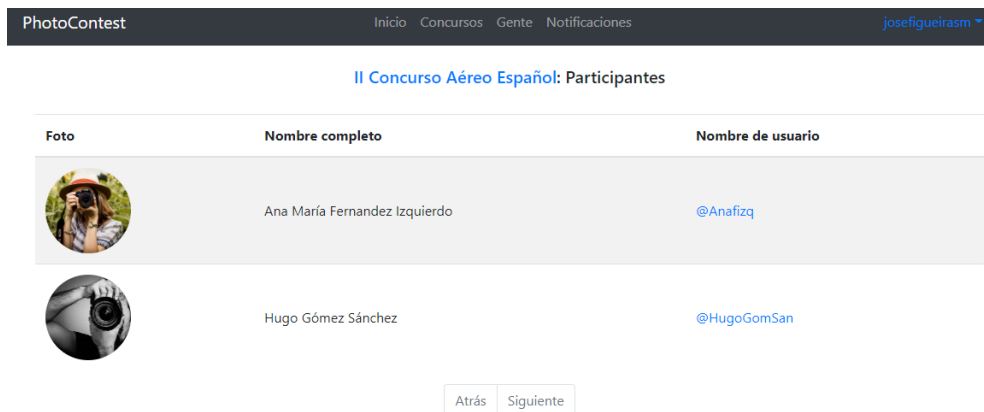 PhotoContest Inicio Concursos Gente Notificaciones josefigueirasm
II Concurso Aéreo Español: Participantes
Foto Nombre completo Nombre de usuario
Ana María Fernandez Izquierdo @Anafizq
Hugo Gómez Sánchez @HugoGomSan
Atrás Siguiente